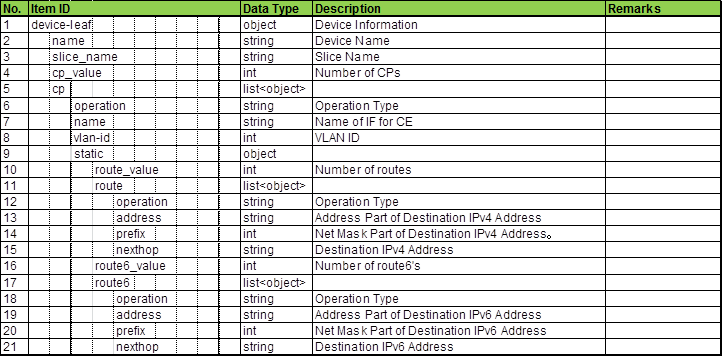 No. Item ID Data Type Description Remarks
1 device-leaf object Device Information
2 name string Device Name
3 slice_name string Slice Name
4 cp_value int Number of CPs
5 cp list<object>
6 operation string Operation Type
7 name string Name of IF for CE
8 vlan-id int VLAN ID
9 static object
10 route_value int Number of routes
11 route list<object>
12 operation string Operation Type
13 address string Address Part of Destination IPv4 Address
14 prefix int Net Mask Part of Destination IPv4 Address。
15 nexthop string Destination IPv4 Address
16 route6_value int Number of route6's
17 route6 list<object>
18 operation string Operation Type
19 address string Address Part of Destination IPv6 Address
20 prefix int Net Mask Part of Destination IPv6 Address
21 nexthop string Destination IPv6 Address